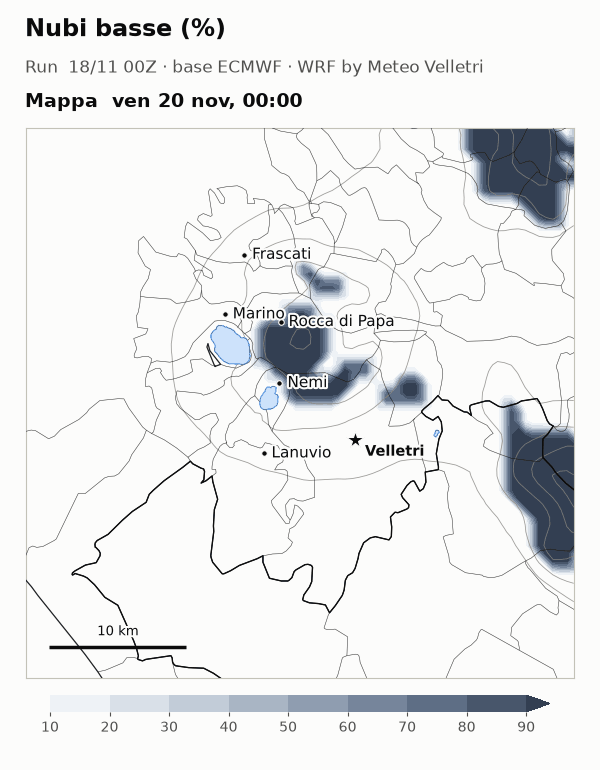 Nubi basse (%)
Run  18/11 00Z · base ECMWF · WRF by Meteo Velletri
Mappa  ven 20 nov, 00:00
Frascati
Marino
Rocca di Papa
Nemi
Velletri
Lanuvio
10 km
10 20 30 40 50 60 70 80 90